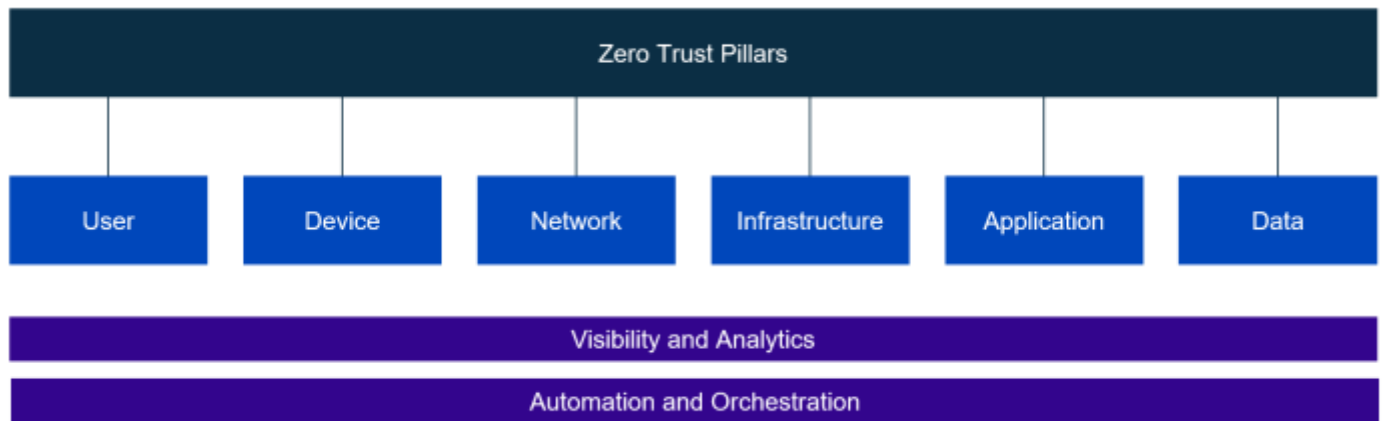 Zero Trust Pillars
User
Device
Network
Infrastructure
Application
Data
Visibility and Analytics
Automation and Orchestration